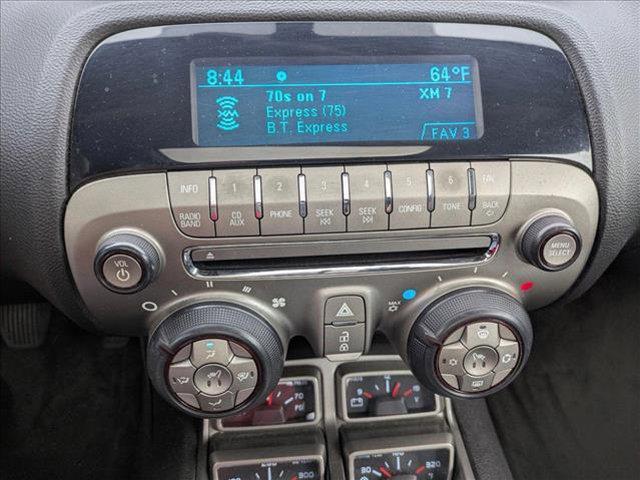 8:44 64°F
70s on 7 XM 7
XM
Express (75)
B.T. Express
FAV 3
INFO 1 2 3 4 5 6 FAV
RADIO BAND CD AUX PHONE SEEK SEEK CONFIG TONE BACK
VOL
MENU SELECT
MAX